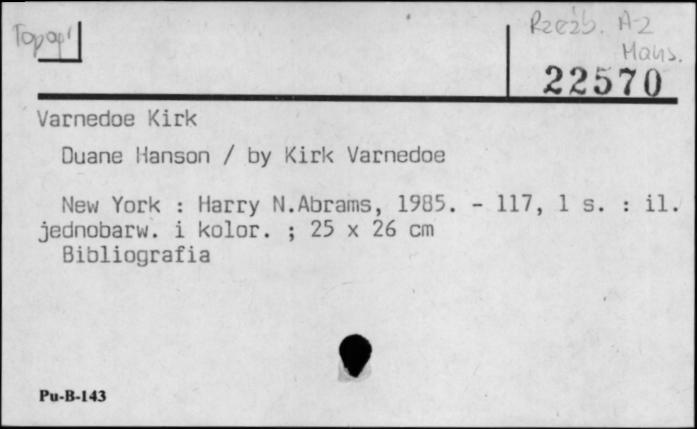 Rzeźb. A-Z
Hans.
22570
Varnedoe Kirk
Duane Hanson / by Kirk Varnedoe
New York : Harry N.Abrams, 1985. - 117, 1 s. : il.
jednobarw. i kolor. ; 25 x 26 cm
Bibliografia
Pu-B-143